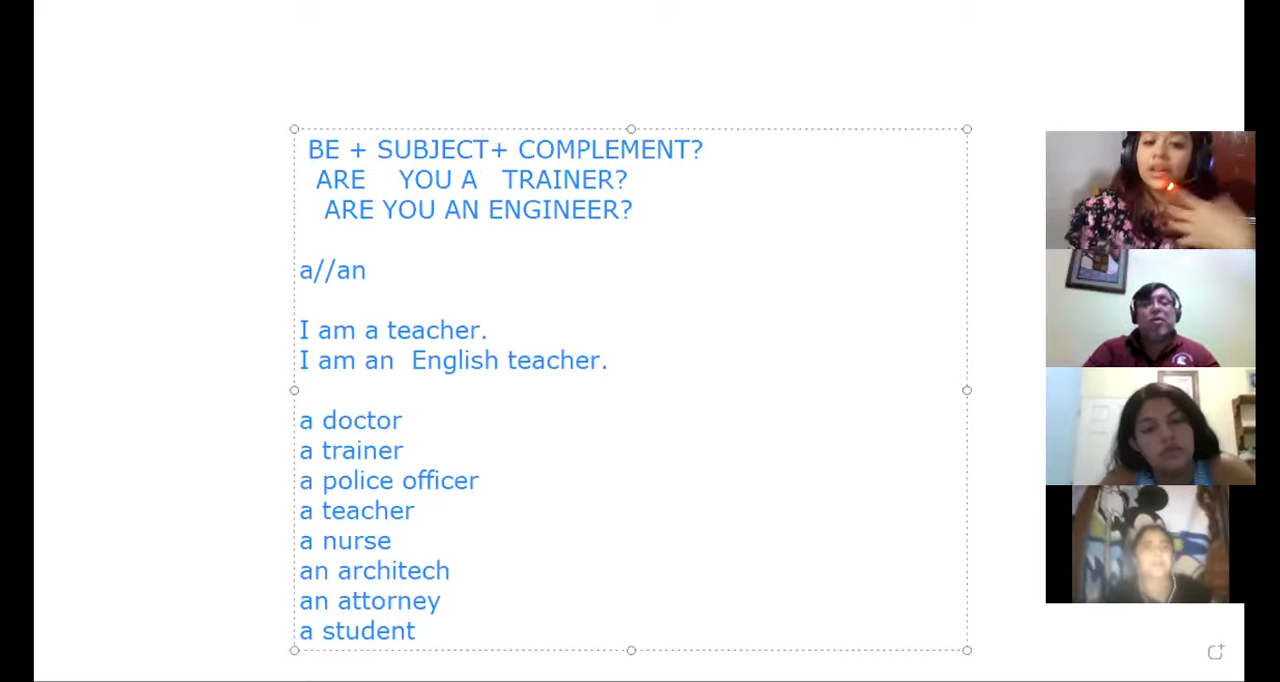 BE + SUBJECT+ COMPLEMENT?
ARE YOU A TRAINER?
ARE YOU AN ENGINEER?
a//an
I am a teacher.
I am an English teacher.
a doctor
a trainer
a police officer
a teacher
a nurse
an architech
an attorney
a student